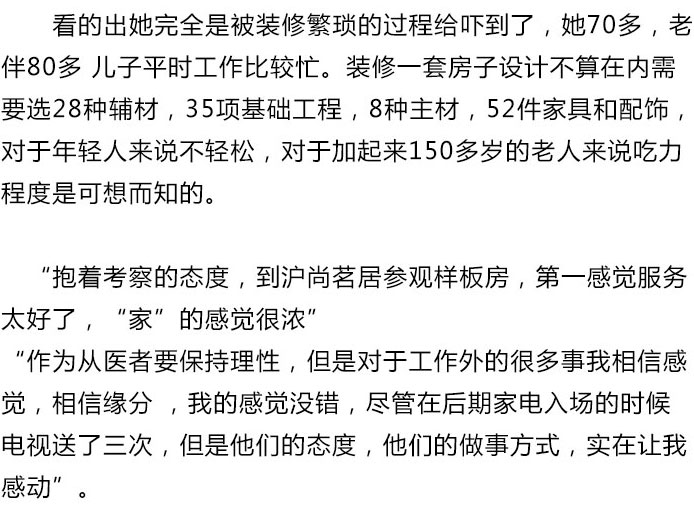 看的出她完全是被装修繁琐的过程给吓到了，她70多，老
伴80多 儿子平时工作比较忙。装修一套房子设计不算在内需
要选28种辅材，35项基础工程，8种主材，52件家具和配饰，
对于年轻人来说不轻松，对于加起来150多岁的老人来说吃力
程度是可想而知的。
“抱着考察的态度，到沪尚茗居参观样板房，第一感觉服务
太好了，“家”的感觉很浓”
“作为从医者要保持理性，但是对于工作外的很多事我相信感
觉，相信缘分 ，我的感觉没错，尽管在后期家电入场的时候
电视送了三次，但是他们的态度，他们的做事方式，实在让我
感动”。